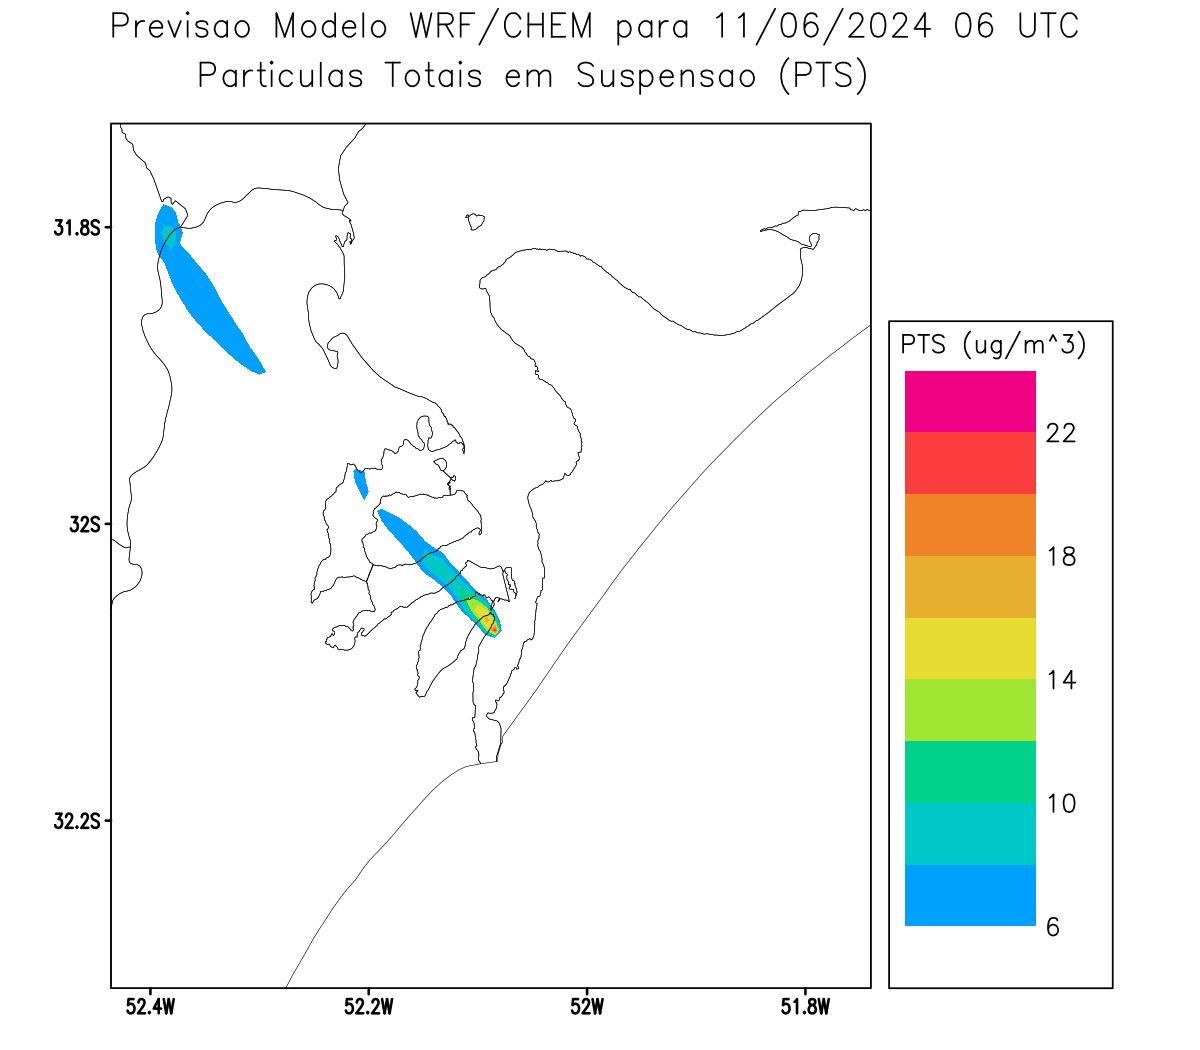 Previsao Modelo WRF/CHEM para 11/06/2024 06 UTC
Particulas Totais em Suspensao (PTS)
31.8S
32S
32.2S
52.4W
52.2W
52W
51.8W
PTS (ug/m^3)
22
18
14
10
6